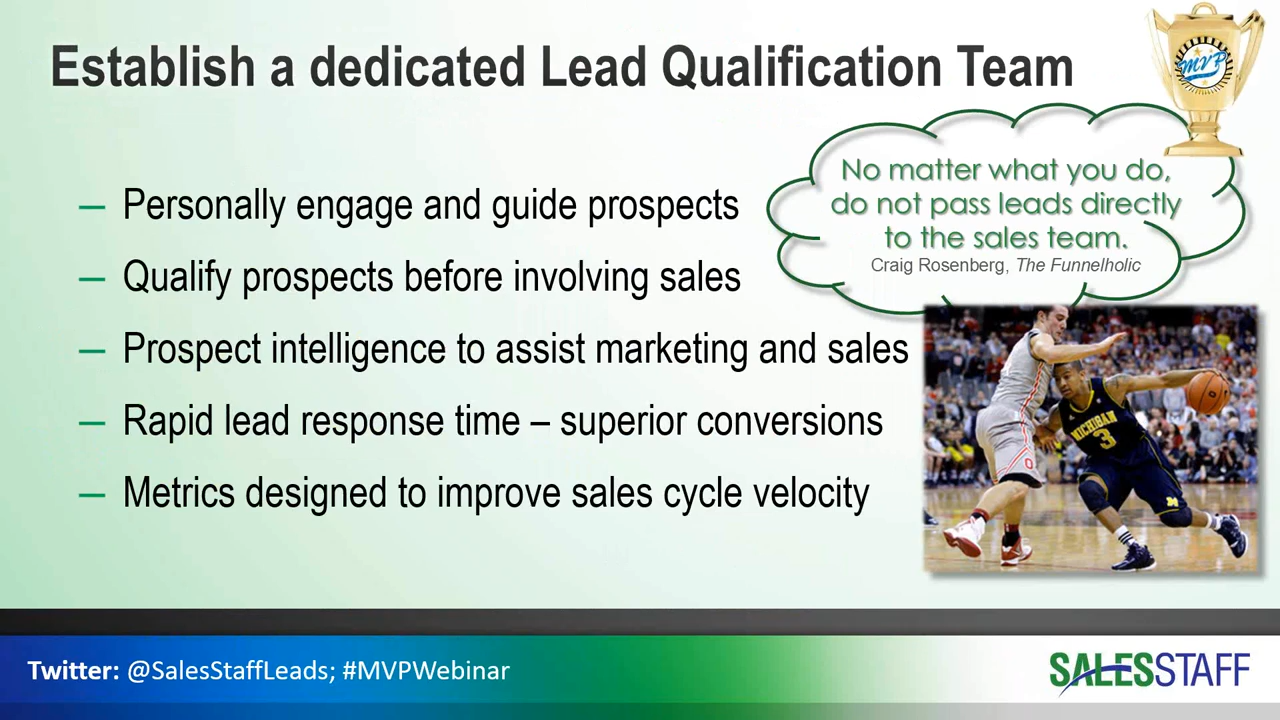 Establish a dedicated Lead Qualification Team
MVP
No matter what you do,
do not pass leads directly
to the sales team.
Craig Rosenberg, The Funnelholic
– Personally engage and guide prospects
– Qualify prospects before involving sales
– Prospect intelligence to assist marketing and sales
– Rapid lead response time – superior conversions
– Metrics designed to improve sales cycle velocity
MICHIGAN
3
Twitter: @SalesStaffLeads; #MVPWebinar
SALESSTAFF